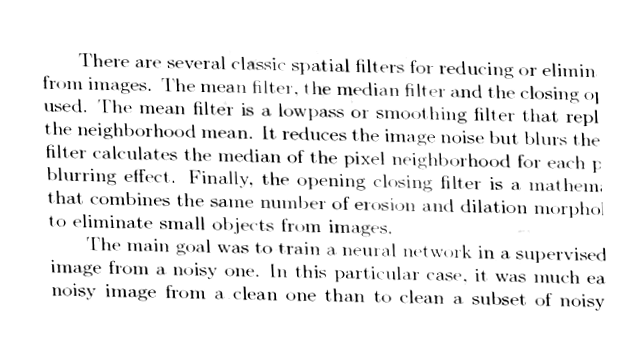 There are several classic spatial filters for reducing or elimin
from images. The mean filter, the median filter and the closing op
used. The mean filter is a lowpass or smoothing filter that repl
the neighborhood mean. It reduces the image noise but blurs the
filter calculates the median of the pixel neighborhood for each p
blurring effect. Finally, the opening closing filter is a mathem
that combines the same number of erosion and dilation morphol
to eliminate small objects from images.
The main goal was to train a neural network in a supervised
image from a noisy one. In this particular case, it was much ea
noisy image from a clean one than to clean a subset of noisy